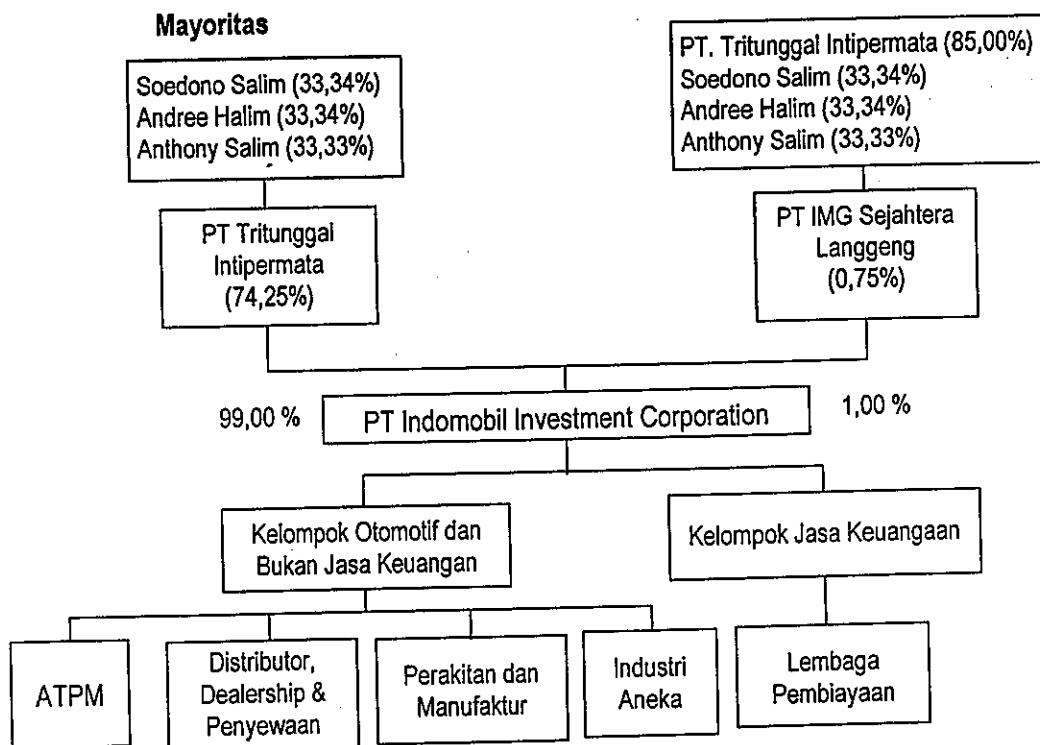 Mayoritas
Soedono Salim (33,34%)
Andree Halim (33,34%)
Anthony Salim (33,33%)
PT. Tritunggal Intipermata (85,00%)
Soedono Salim (33,34%)
Andree Halim (33,34%)
Anthony Salim (33,33%)
PT Tritunggal
Intipermata
(74,25%)
PT IMG Sejahtera
Langgeng
(0,75%)
99,00 %
PT Indomobil Investment Corporation
1,00 %
Kelompok Otomotif dan
Bukan Jasa Keuangan
Kelompok Jasa Keuangaan
ATPM
Distributor,
Dealership &
Penyewaan
Perakitan dan
Manufaktur
Industri
Aneka
Lembaga
Pembiayaan